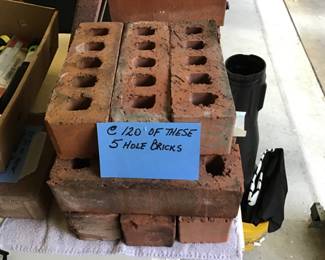 @ 120 OF THESE
5 HOLE BRICKS